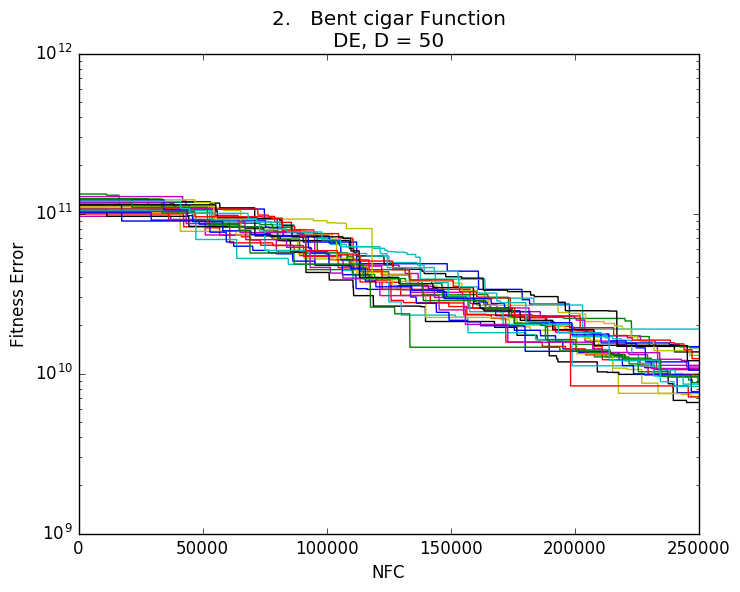 2.   Bent cigar Function
DE, D = 50
10^12
10^11
10^10
10^9
Fitness Error
0 50000 100000 150000 200000 250000
NFC